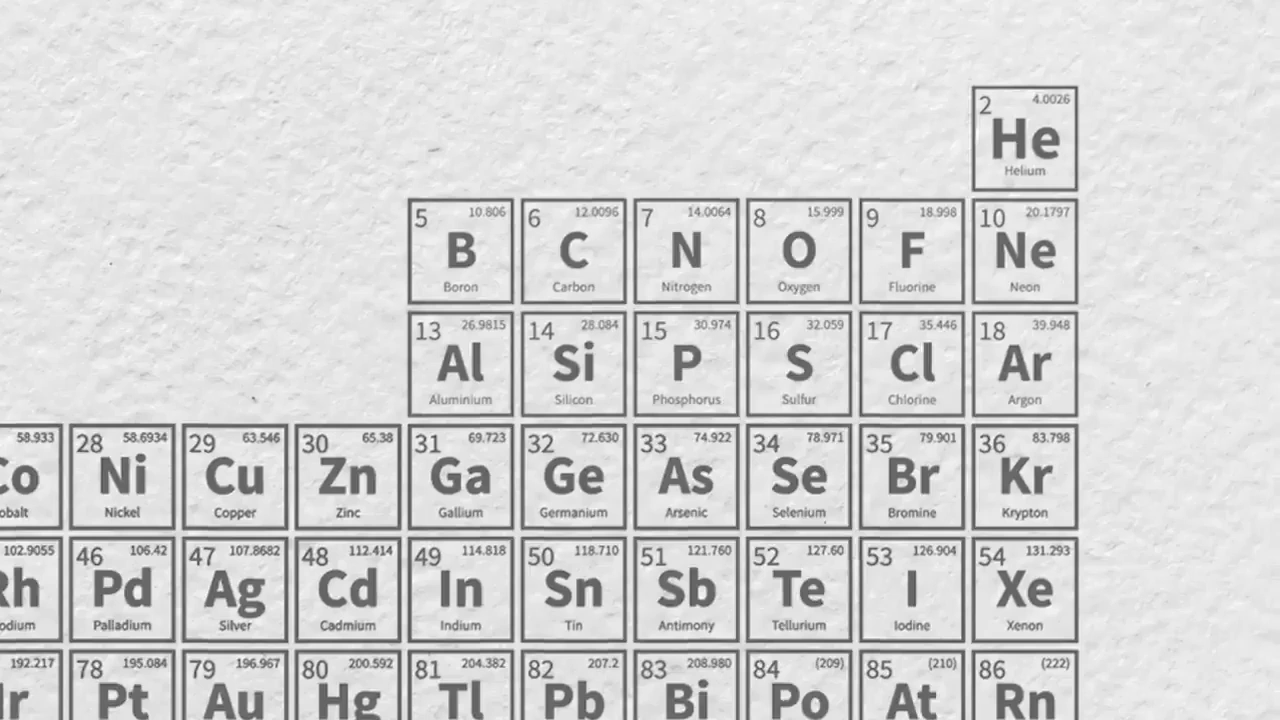 2 4.0026
He
Helium
5 10.806 6 12.0096 7 14.0064 8 15.999 9 18.998 10 20.1797
B C N O F Ne
Boron Carbon Nitrogen Oxygen Fluorine Neon
13 26.9815 14 28.084 15 30.974 16 32.059 17 35.446 18 39.948
Al Si P S Cl Ar
Aluminium Silicon Phosphorus Sulfur Chlorine Argon
58.933 28 58.6934 29 63.546 30 65.38 31 69.723 32 72.630 33 74.922 34 78.971 35 79.901 36 83.798
Co Ni Cu Zn Ga Ge As Se Br Kr
obalt Nickel Copper Zinc Gallium Germanium Arsenic Selenium Bromine Krypton
102.9055 46 106.42 47 107.8682 48 112.414 49 114.818 50 118.710 51 121.760 52 127.60 53 126.904 54 131.293
Rh Pd Ag Cd In Sn Sb Te I Xe
odium Palladium Silver Cadmium Indium Tin Antimony Tellurium Iodine Xenon
192.217 78 195.084 79 196.967 80 200.592 81 204.382 82 207.2 83 208.980 84 (209) 85 (210) 86 (222)
Ir Pt Au Hg Tl Pb Bi Po At Rn